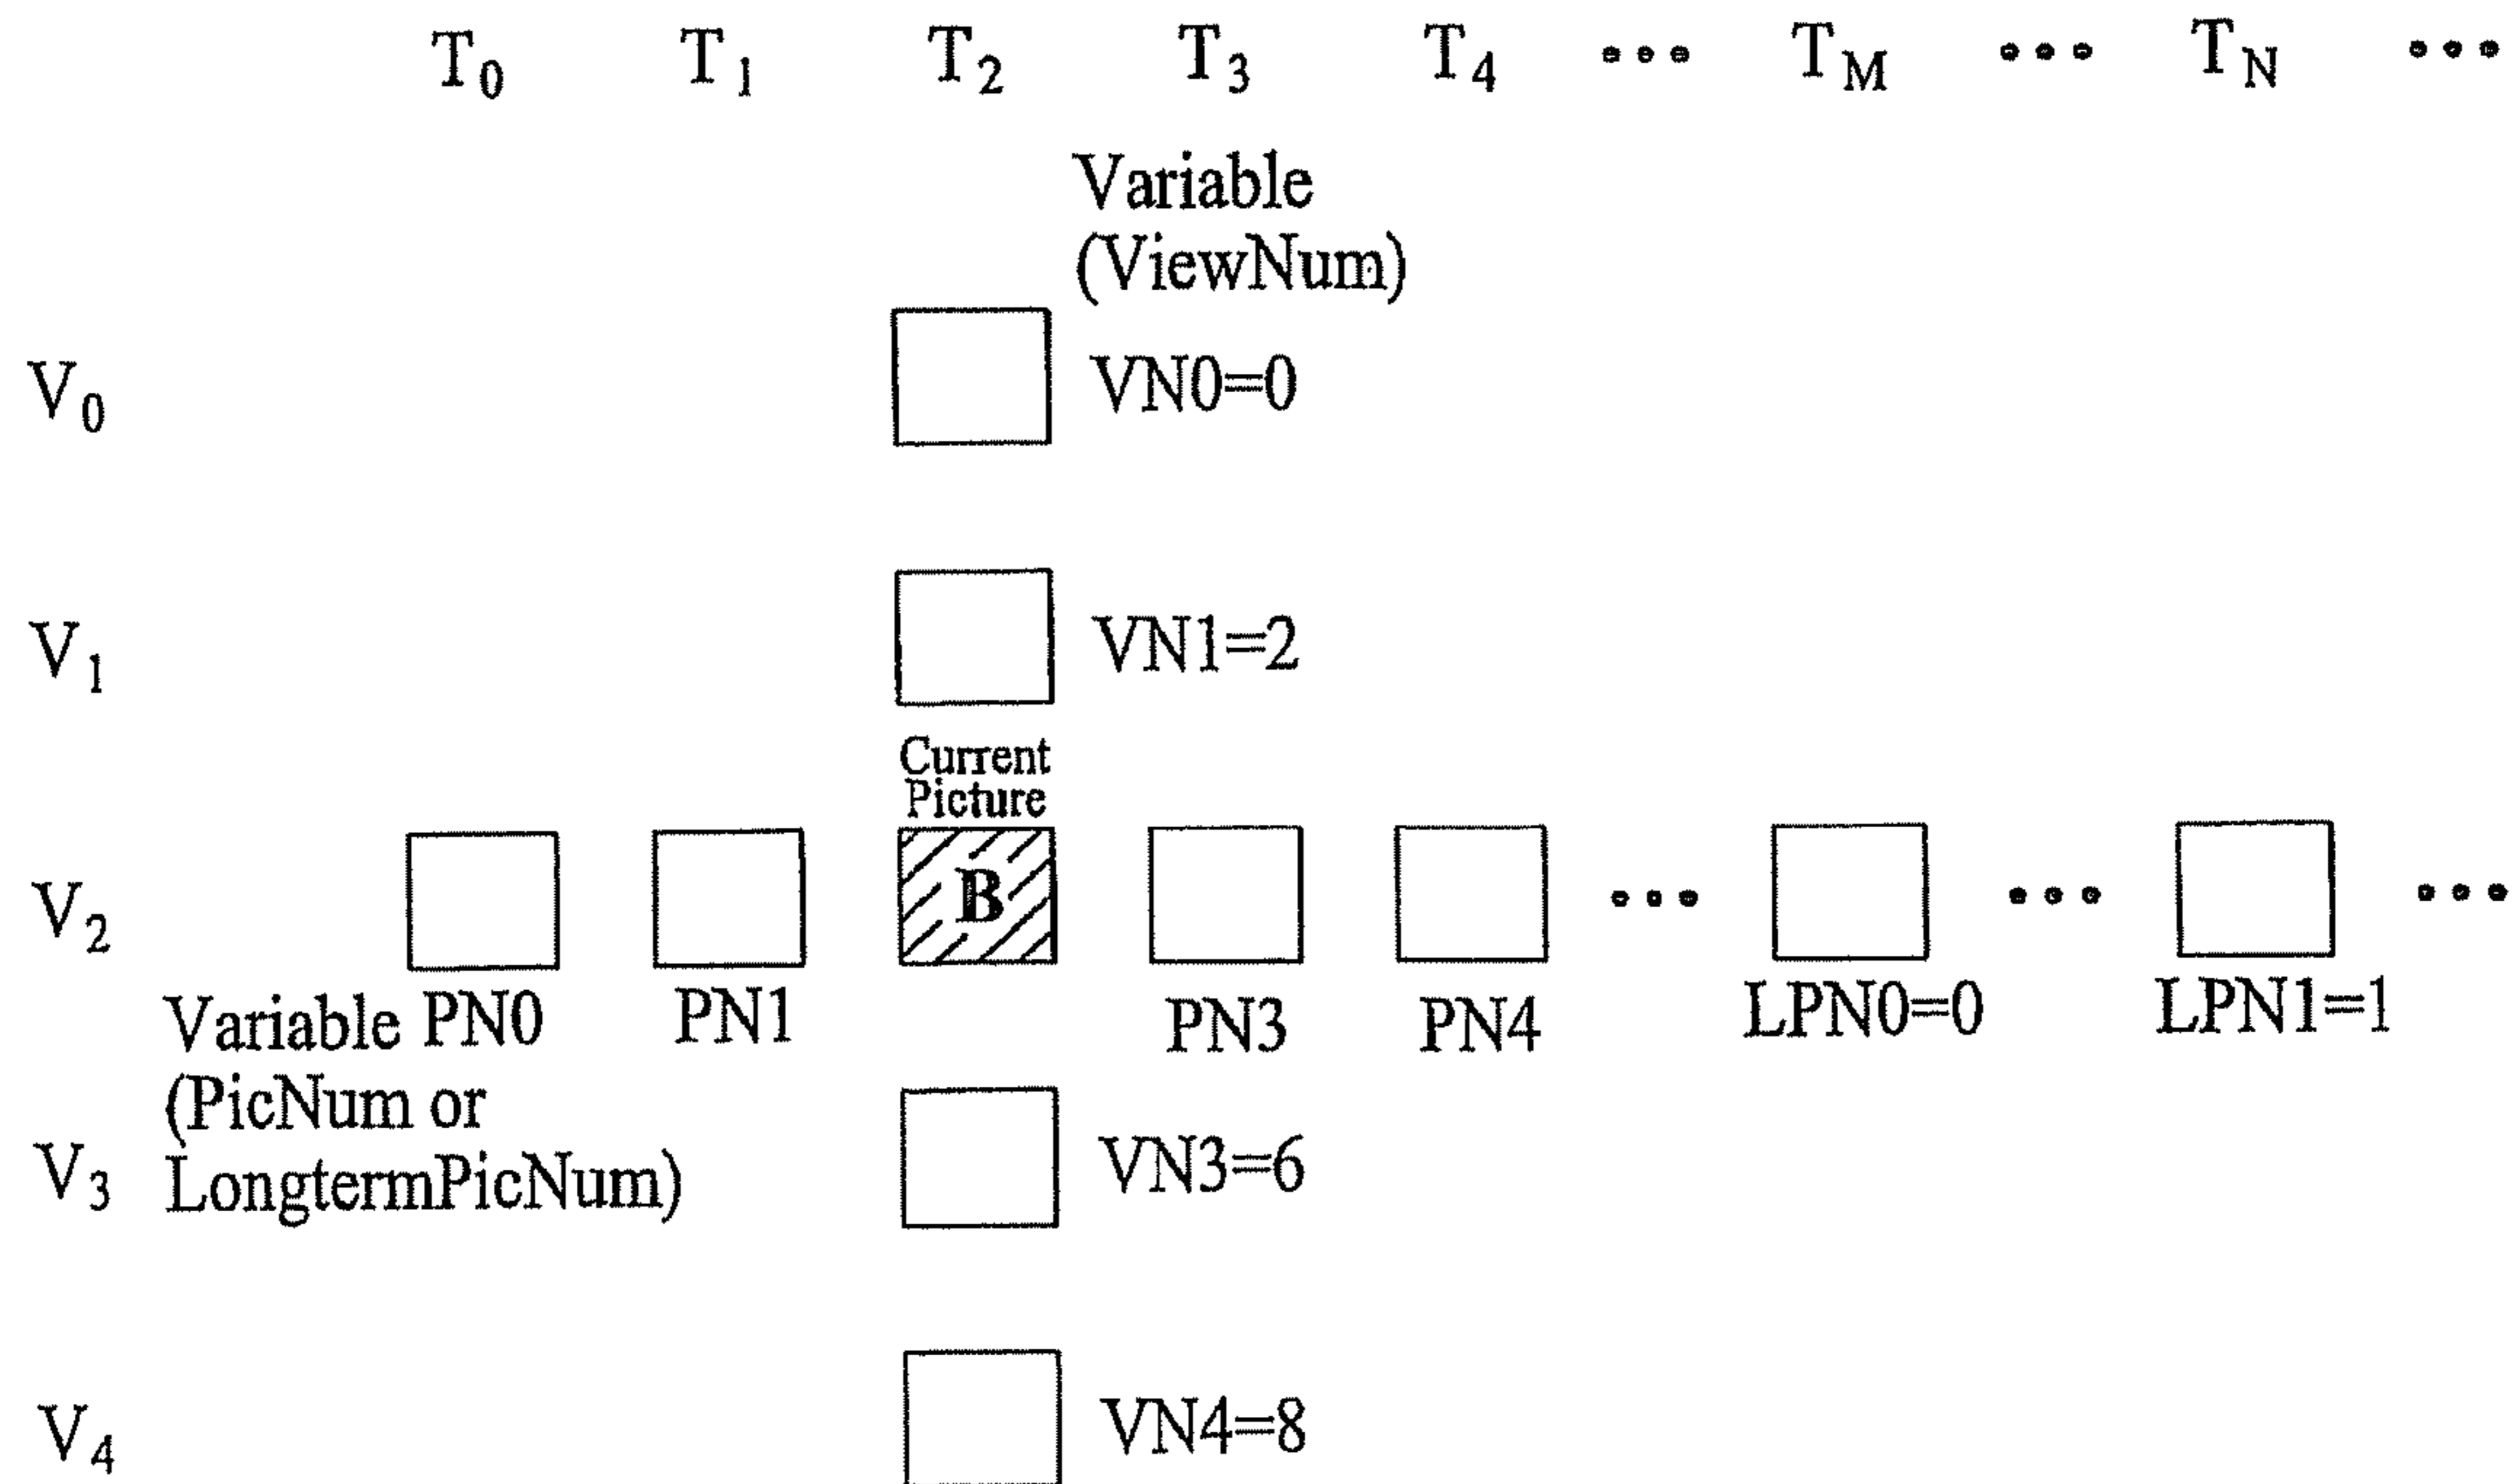 T0 T1 T2 T3 T4 ••• TM ••• TN •••
Variable
(ViewNum)
V0 VN0=0
V1 VN1=2
Current
Picture
V2 B ••• ••• •••
Variable PN0 PN1 PN3 PN4 LPN0=0 LPN1=1
(PicNum or
V3 LongtermPicNum) VN3=6
V4 VN4=8